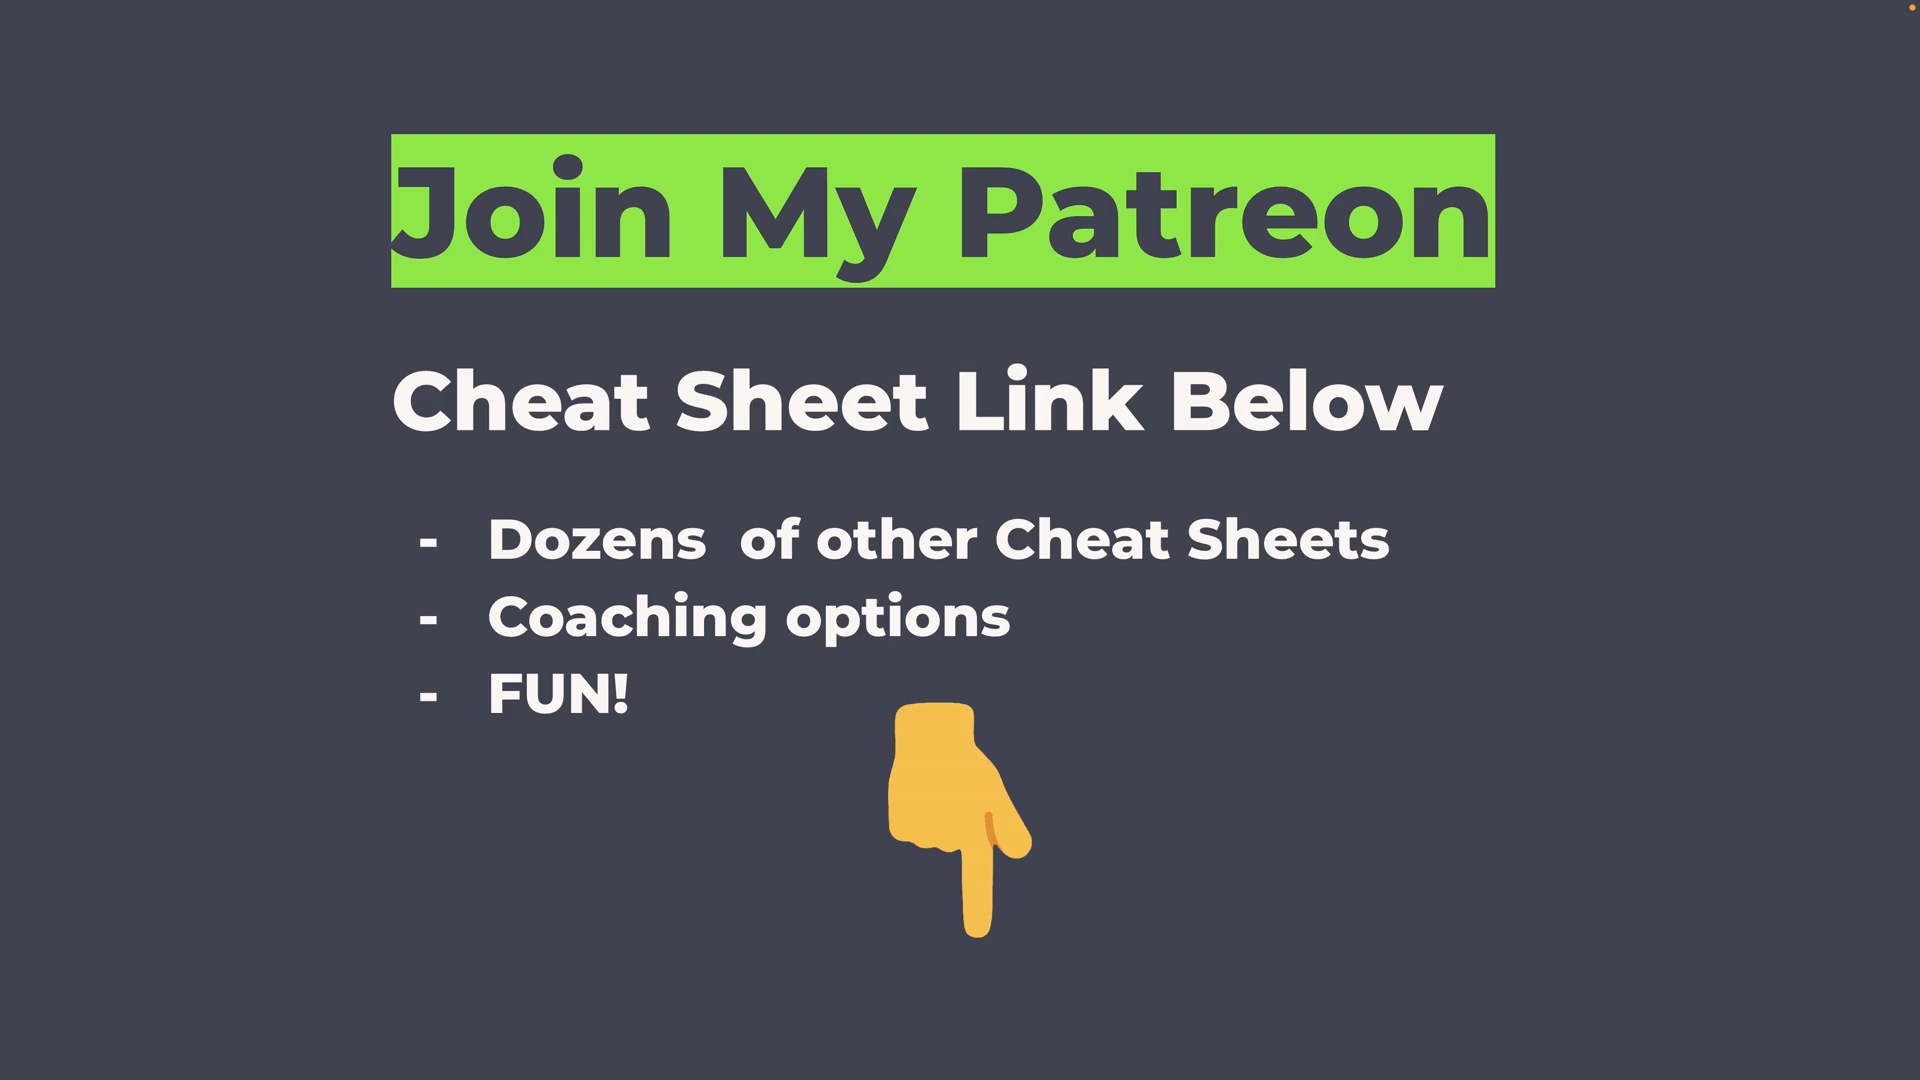 Join My Patreon
Cheat Sheet Link Below
- Dozens  of other Cheat Sheets
- Coaching options
- FUN!